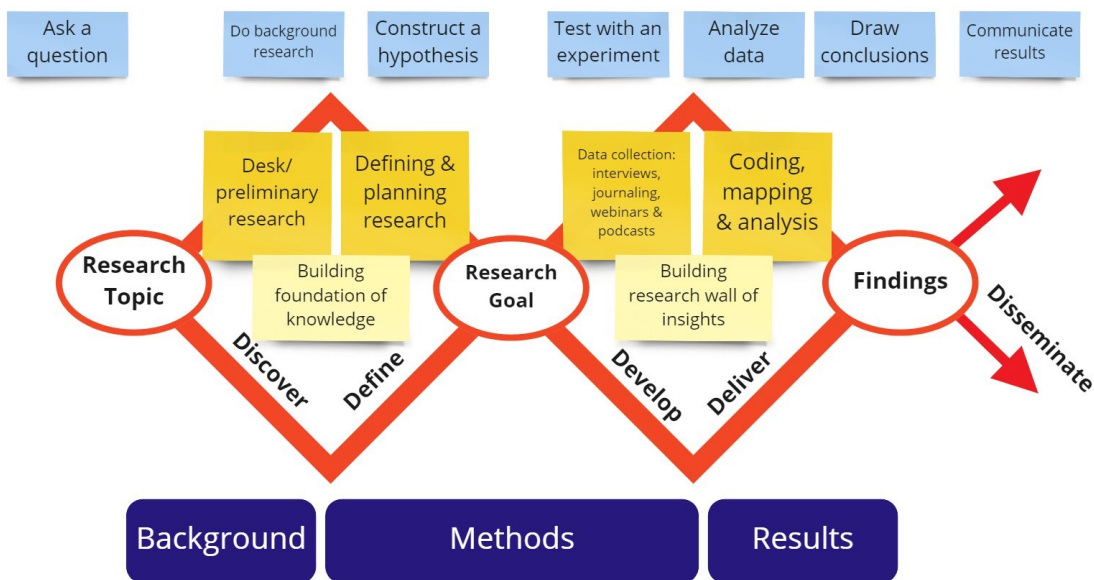 Ask a
question
Do background
research
Construct a
hypothesis
Test with an
experiment
Analyze
data
Draw
conclusions
Communicate
results
Desk/
preliminary
research
Defining &
planning
research
Data collection:
interviews,
journaling,
webinars &
podcasts
Coding,
mapping
& analysis
Research
Topic
Building
foundation of
knowledge
Research
Goal
Building
research wall of
insights
Findings
Discover
Define
Develop
Deliver
Disseminate
Background
Methods
Results